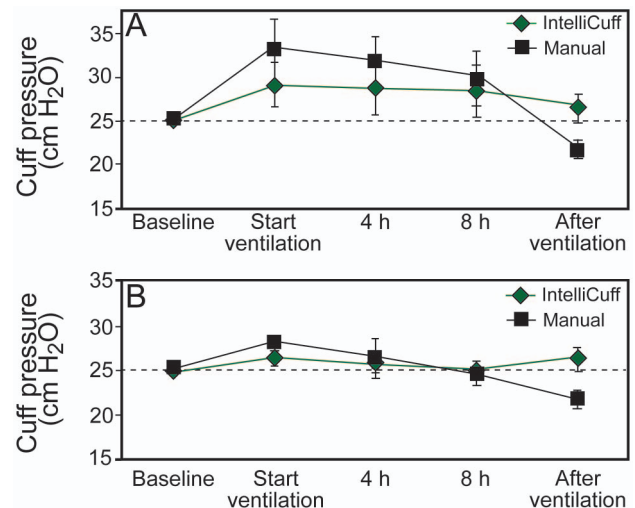 A
IntelliCuff
Manual
Cuff pressure
(cm H₂O)
35
30
25
20
15
Baseline
Start
ventilation
4 h
8 h
After
ventilation
B
IntelliCuff
Manual
Cuff pressure
(cm H₂O)
35
30
25
20
15
Baseline
Start
ventilation
4 h
8 h
After
ventilation